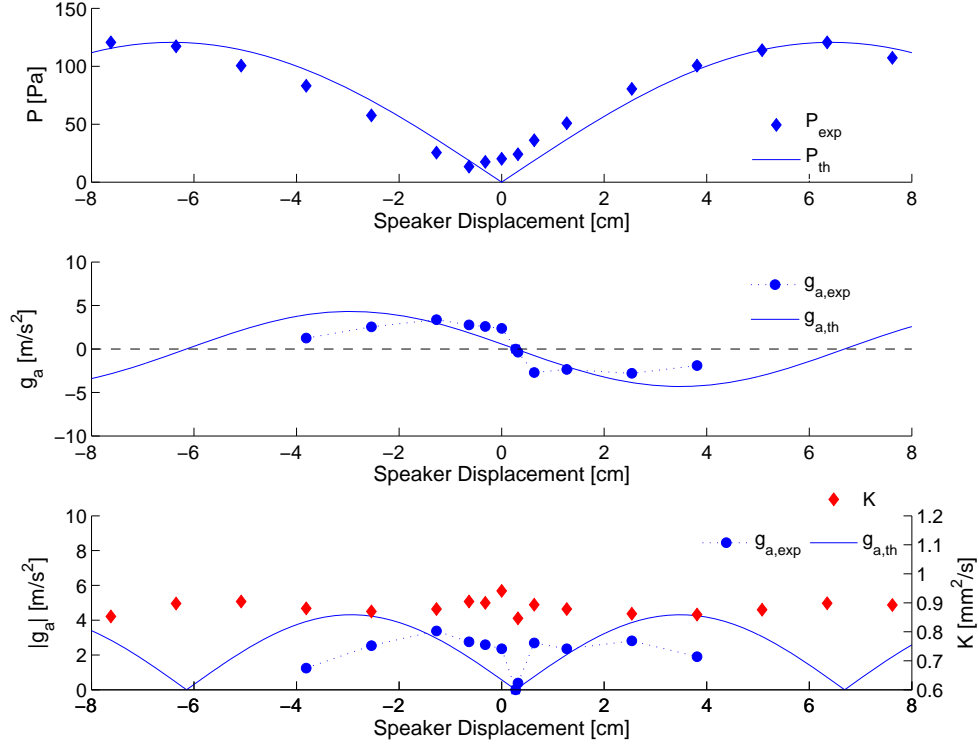 150
100
50
0
P [Pa]
P_exp
P_th
−8 −6 −4 −2 0 2 4 6 8
Speaker Displacement [cm]
10
5
0
−5
−10
g_a [m/s^2]
g_a,exp
g_a,th
−8 −6 −4 −2 0 2 4 6 8
Speaker Displacement [cm]
K
10
8
6
4
2
0
|g_a| [m/s^2]
g_a,exp g_a,th
1.2
1.1
1
0.9
0.8
0.7
0.6
K [mm^2/s]
−8 −6 −4 −2 0 2 4 6 8
Speaker Displacement [cm]